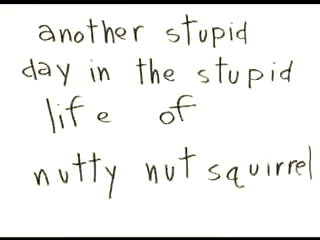 another stupid
day in the stupid
life of
nutty nut squirrel